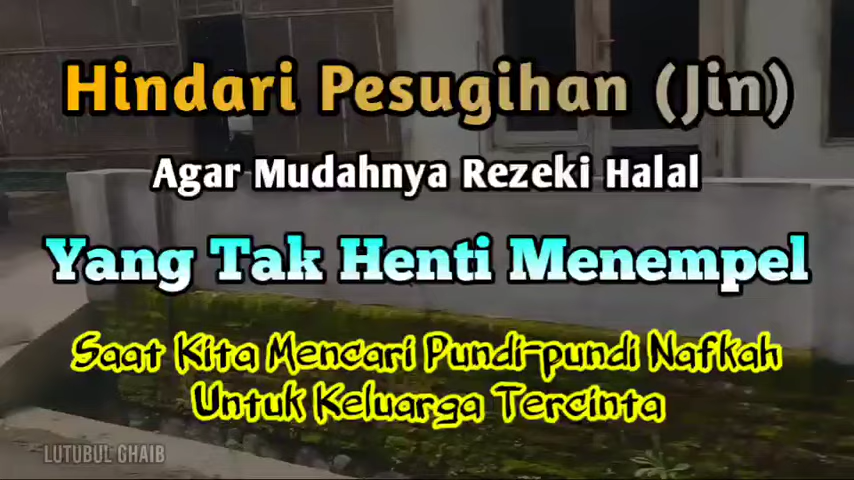 Hindari Pesugihan (Jin)
Agar Mudahnya Rezeki Halal
Yang Tak Henti Menempel
Saat Kita Mencari Pundi-pundi Nafkah
Untuk Keluarga Tercinta
LUTUBUL GHAIB